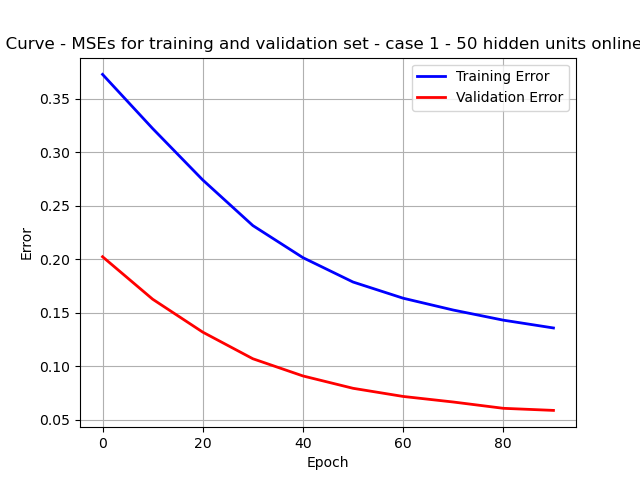 Curve - MSEs for training and validation set - case 1 - 50 hidden units online
Training Error
Validation Error
0.35
0.30
0.25
0.20
0.15
0.10
0.05
Error
0 20 40 60 80
Epoch